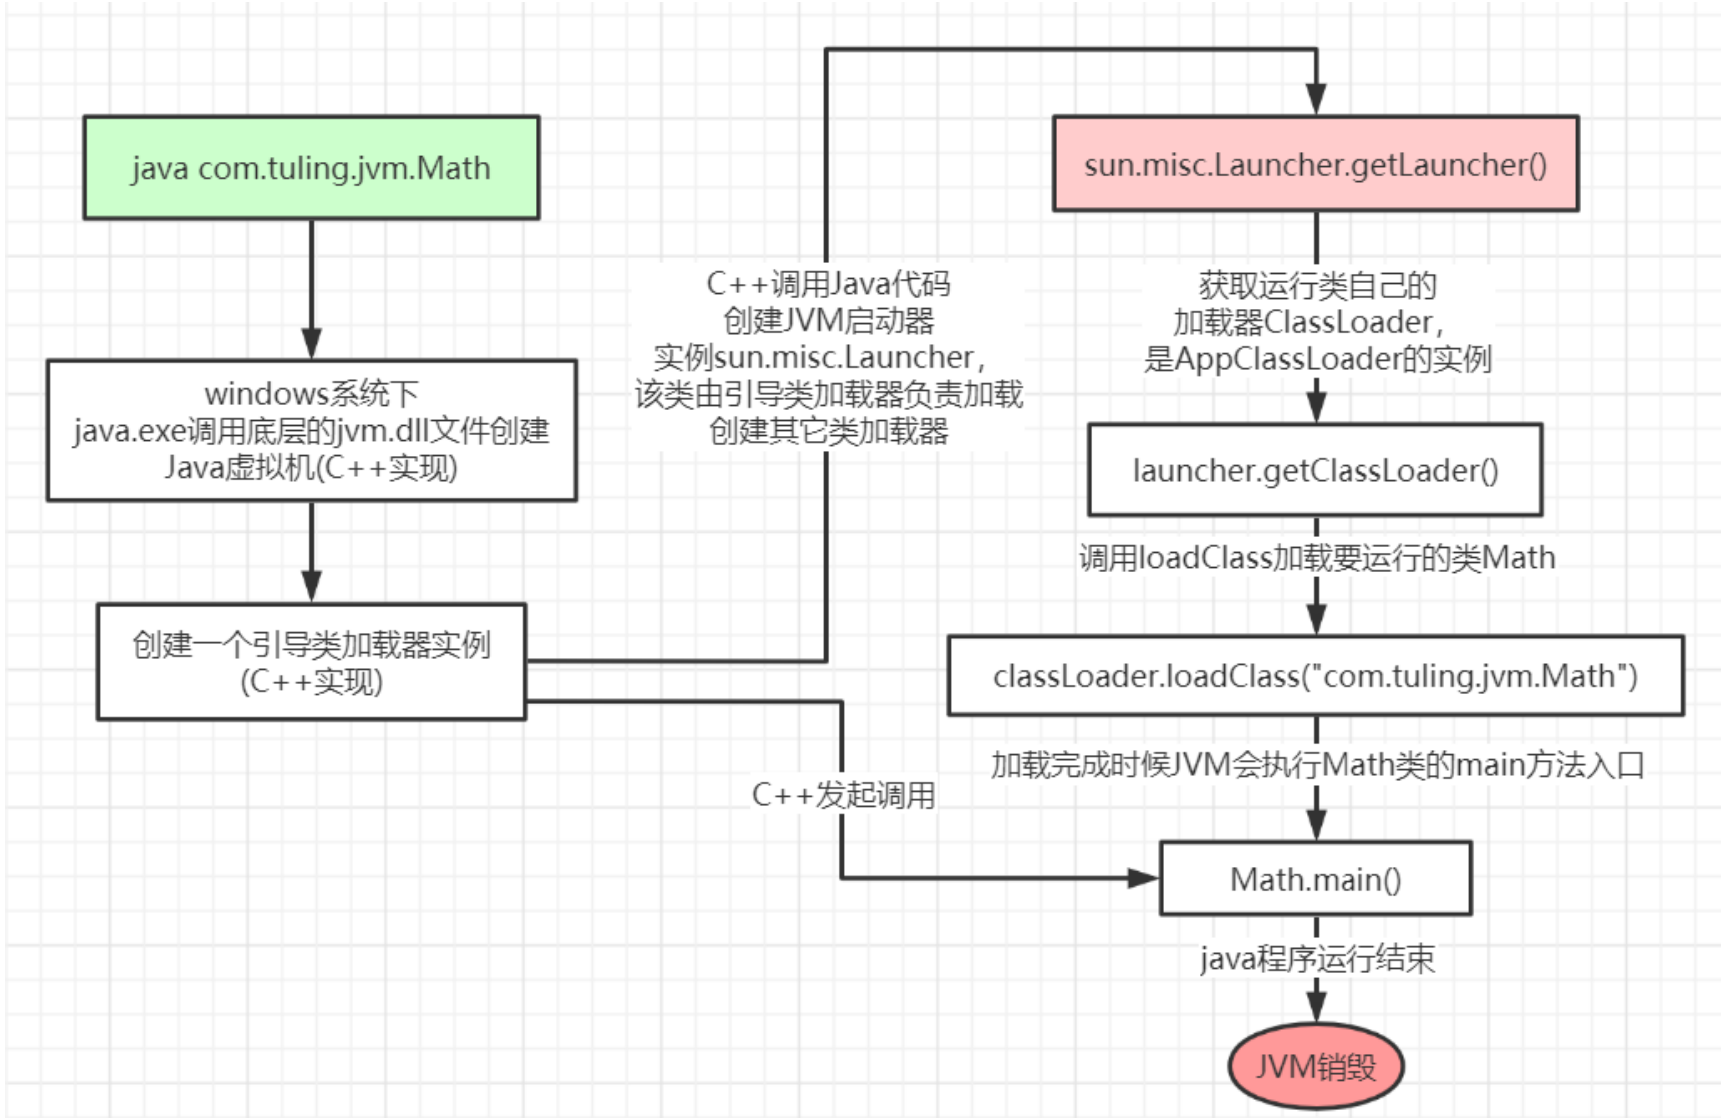 java com.tuling.jvm.Math
windows系统下
java.exe调用底层的jvm.dll文件创建
Java虚拟机(C++实现)
创建一个引导类加载器实例
(C++实现)
C++调用Java代码
创建JVM启动器
实例sun.misc.Launcher,
该类由引导类加载器负责加载
创建其它类加载器
C++发起调用
sun.misc.Launcher.getLauncher()
获取运行类自己的
加载器ClassLoader,
是AppClassLoader的实例
launcher.getClassLoader()
调用loadClass加载要运行的类Math
classLoader.loadClass("com.tuling.jvm.Math")
加载完成时候JVM会执行Math类的main方法入口
Math.main()
java程序运行结束
JVM销毁